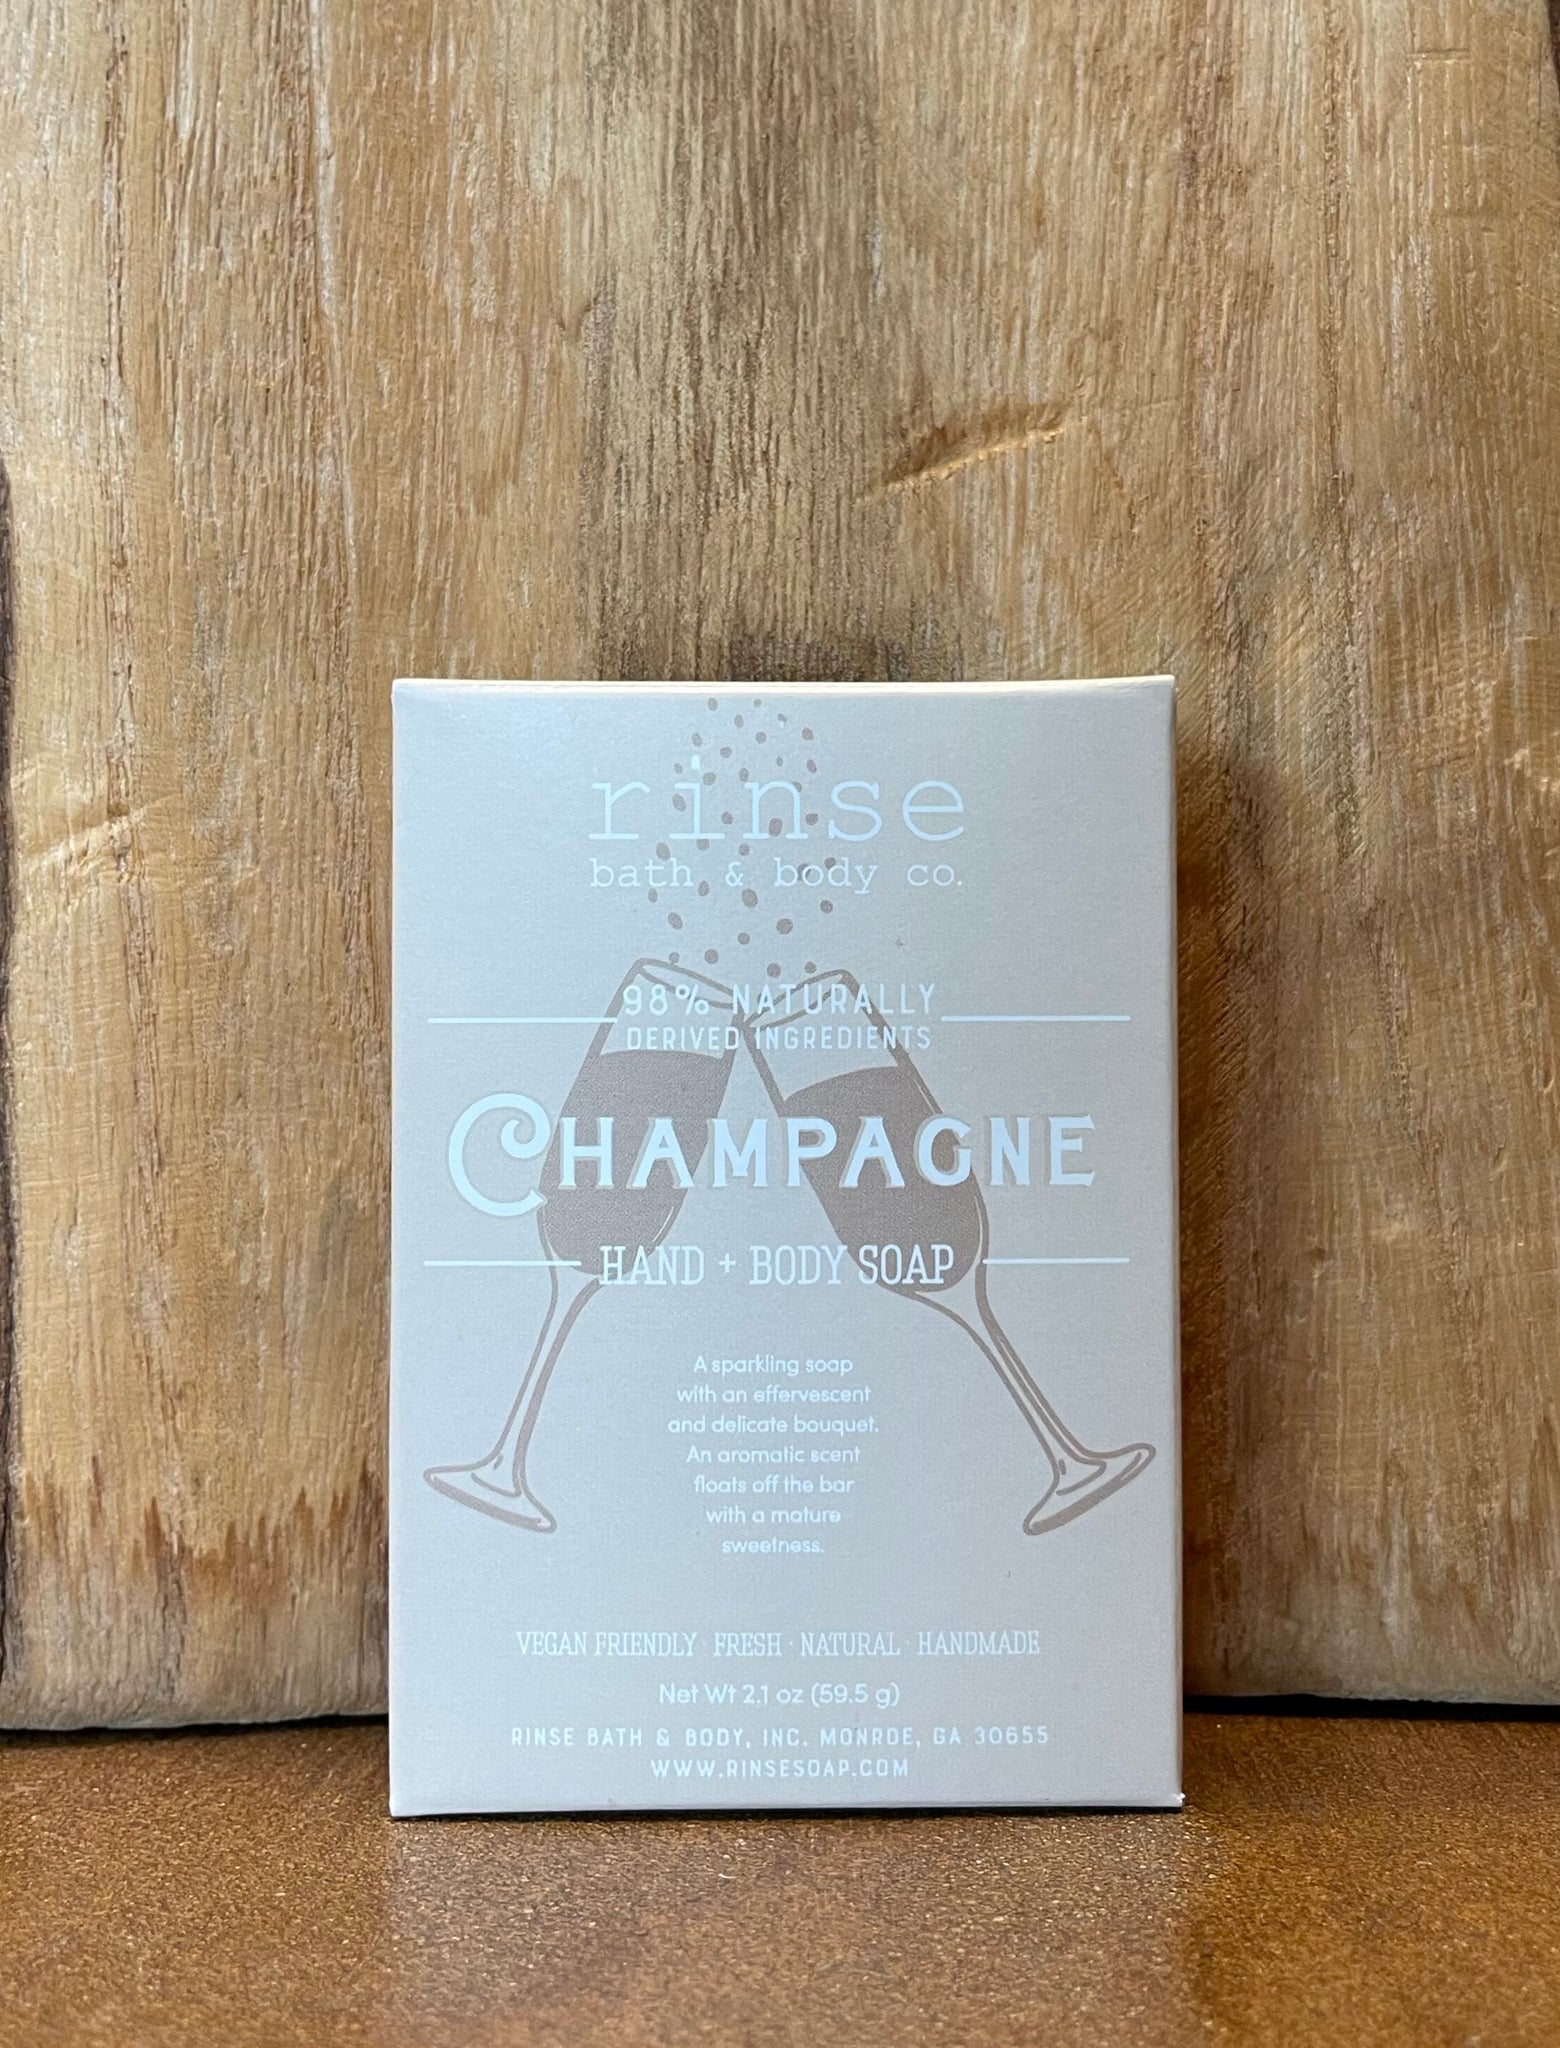 rinse
bath & body co.
98% NATURALLY
DERIVED INGREDIENTS
CHAMPAGNE
HAND + BODY SOAP
A sparkling soap
with an effervescent
and delicate bouquet.
An aromatic scent
floats off the bar
with a mature
sweetness.
VEGAN FRIENDLY · FRESH · NATURAL · HANDMADE
Net Wt 2.1 oz (59.5 g)
RINSE BATH & BODY, INC. MONROE, GA 30655
WWW.RINSESOAP.COM